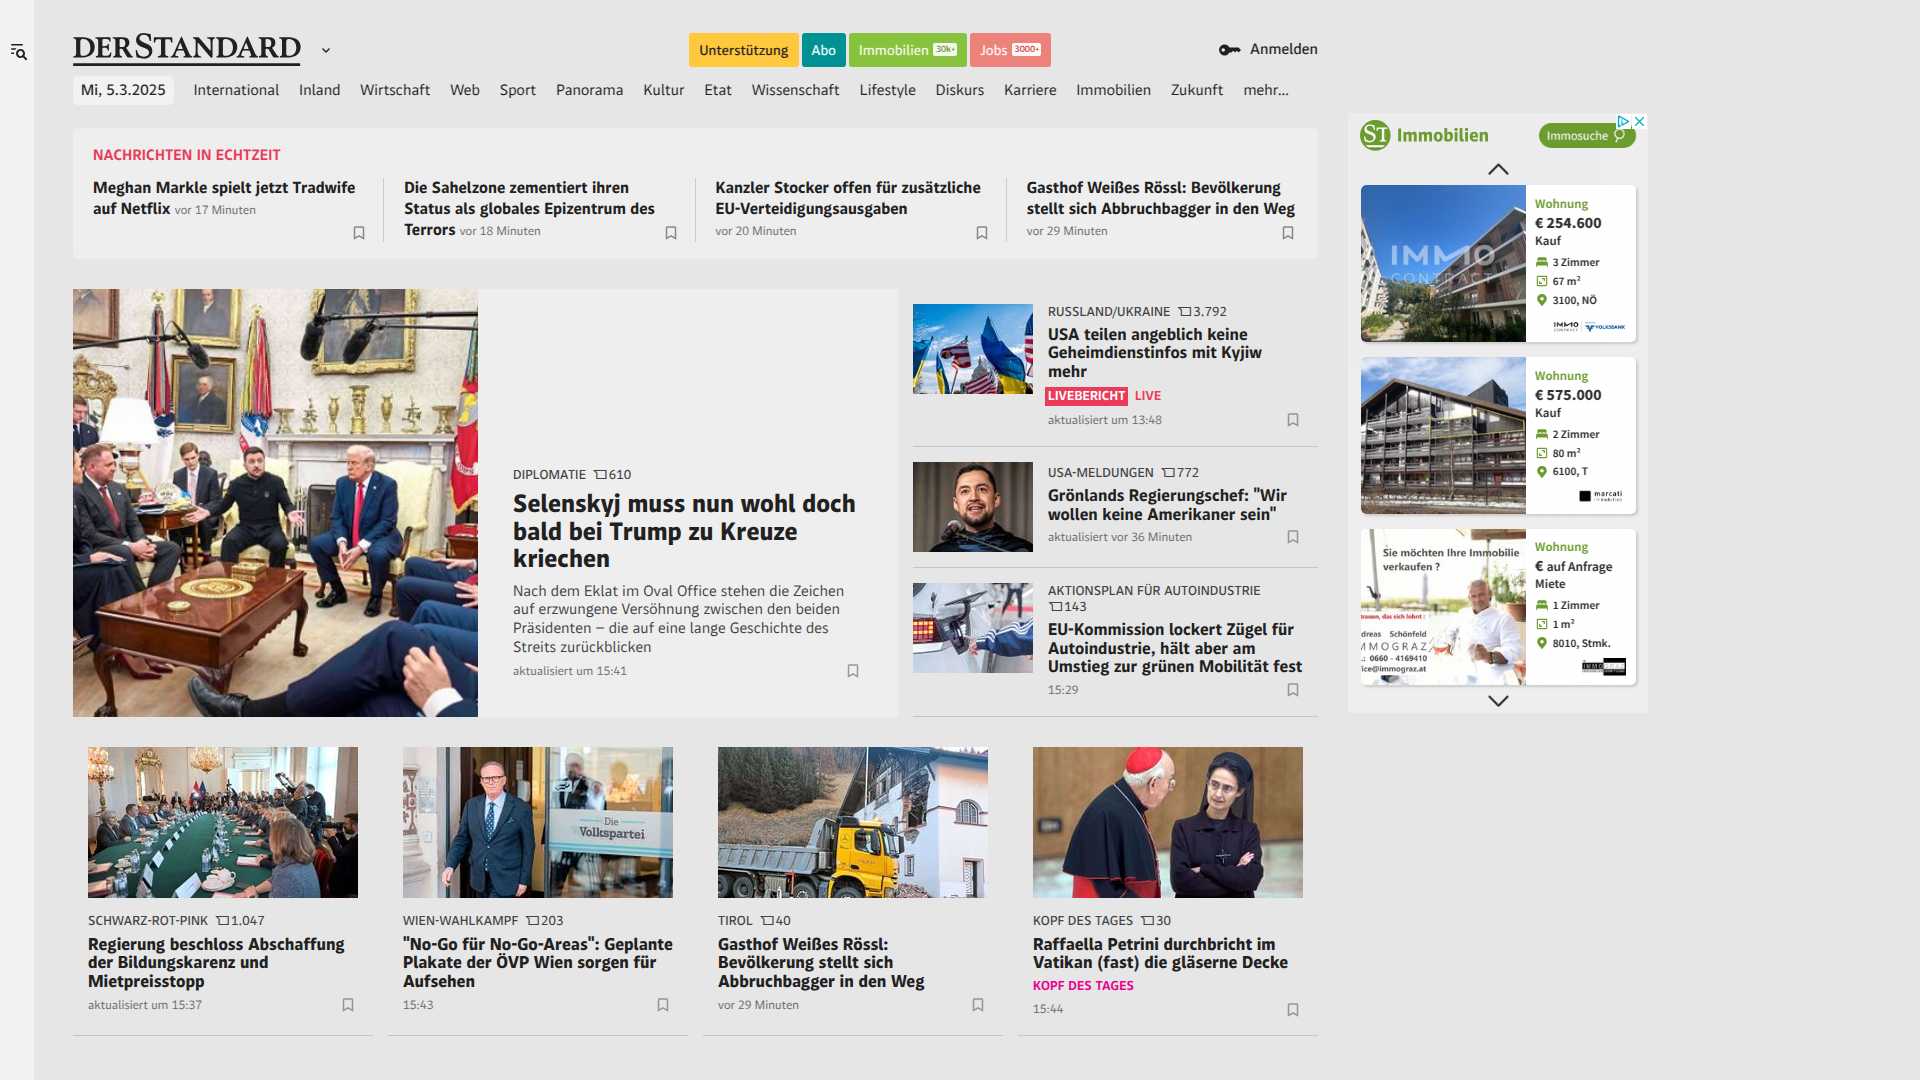 DERSTANDARD
Unterstützung
Abo
Immobilien 30k+
Jobs 3000+
Anmelden
Mi, 5.3.2025
International
Inland
Wirtschaft
Web
Sport
Panorama
Kultur
Etat
Wissenschaft
Lifestyle
Diskurs
Karriere
Immobilien
Zukunft
mehr...
NACHRICHTEN IN ECHTZEIT
Meghan Markle spielt jetzt Tradwife
auf Netflix vor 17 Minuten
Die Sahelzone zementiert ihren
Status als globales Epizentrum des
Terrors vor 18 Minuten
Kanzler Stocker offen für zusätzliche
EU-Verteidigungsausgaben
vor 20 Minuten
Gasthof Weißes Rössl: Bevölkerung
stellt sich Abbruchbagger in den Weg
vor 29 Minuten
DIPLOMATIE 610
Selenskyj muss nun wohl doch
bald bei Trump zu Kreuze
kriechen
Nach dem Eklat im Oval Office stehen die Zeichen
auf erzwungene Versöhnung zwischen den beiden
Präsidenten – die auf eine lange Geschichte des
Streits zurückblicken
aktualisiert um 15:41
RUSSLAND/UKRAINE 3.792
USA teilen angeblich keine
Geheimdienstinfos mit Kyjiw
mehr
LIVEBERICHT LIVE
aktualisiert um 13:48
USA-MELDUNGEN 772
Grönlands Regierungschef: "Wir
wollen keine Amerikaner sein"
aktualisiert vor 36 Minuten
AKTIONSPLAN FÜR AUTOINDUSTRIE
143
EU-Kommission lockert Zügel für
Autoindustrie, hält aber am
Umstieg zur grünen Mobilität fest
15:29
Die
Volkspartei
SCHWARZ-ROT-PINK 1.047
Regierung beschloss Abschaffung
der Bildungskarenz und
Mietpreisstopp
aktualisiert um 15:37
WIEN-WAHLKAMPF 203
"No-Go für No-Go-Areas": Geplante
Plakate der ÖVP Wien sorgen für
Aufsehen
15:43
TIROL 40
Gasthof Weißes Rössl:
Bevölkerung stellt sich
Abbruchbagger in den Weg
vor 29 Minuten
KOPF DES TAGES 30
Raffaella Petrini durchbricht im
Vatikan (fast) die gläserne Decke
KOPF DES TAGES
15:44
ST Immobilien
Immosuche
IMMO
CONTRACT
Wohnung
€ 254.600
Kauf
3 Zimmer
67 m²
3100, NÖ
IMMO
CONTRACT
VOLKSBANK
Wohnung
€ 575.000
Kauf
2 Zimmer
80 m²
6100, T
marcati
Sie möchten Ihre Immobilie
verkaufen ?
trauen, das sich lohnt :
dreas Schönfeld
MMOGRAZ
.: 0660 - 4169410
ice@immograz.at
Wohnung
€ auf Anfrage
Miete
1 Zimmer
1 m²
8010, Stmk.
IMMOGRAZ